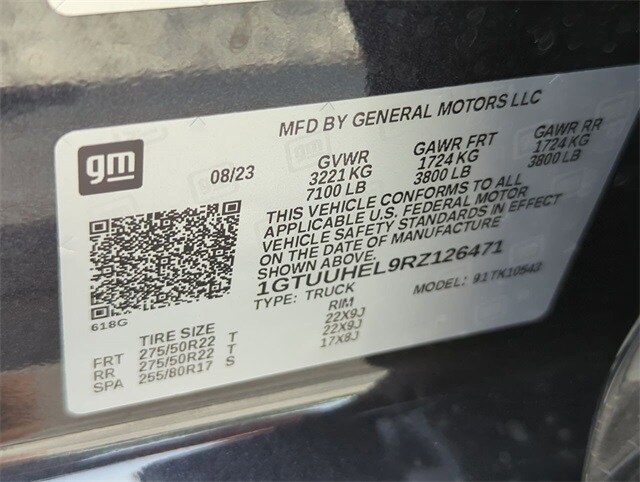 gm
MFD BY GENERAL MOTORS LLC
08/23
GVWR GAWR FRT GAWR RR
3221 KG 1724 KG 1724 KG
7100 LB 3800 LB 3800 LB
THIS VEHICLE CONFORMS TO ALL
APPLICABLE U.S. FEDERAL MOTOR
VEHICLE SAFETY STANDARDS IN EFFECT
ON THE DATE OF MANUFACTURE
SHOWN ABOVE.
1GTUUHEL9RZ126471
TYPE: TRUCK MODEL: 91TK10543
618G
TIRE SIZE RIM
FRT 275/50R22 T 22X9J
RR 275/50R22 T 22X9J
SPA 255/80R17 S 17X8J